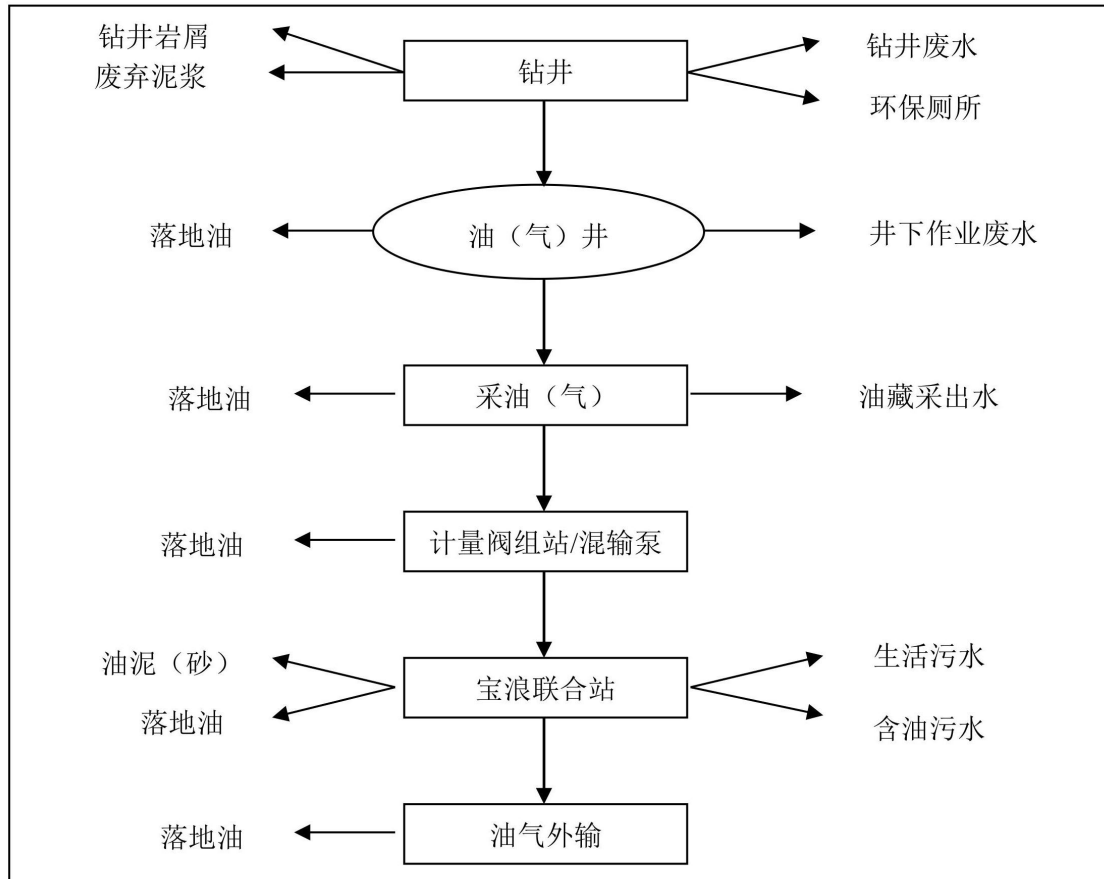 钻井岩屑
废弃泥浆
钻井
钻井废水
环保厕所
落地油
油（气）井
井下作业废水
落地油
采油（气）
油藏采出水
落地油
计量阀组站/混输泵
油泥（砂）
落地油
宝浪联合站
生活污水
含油污水
落地油
油气外输